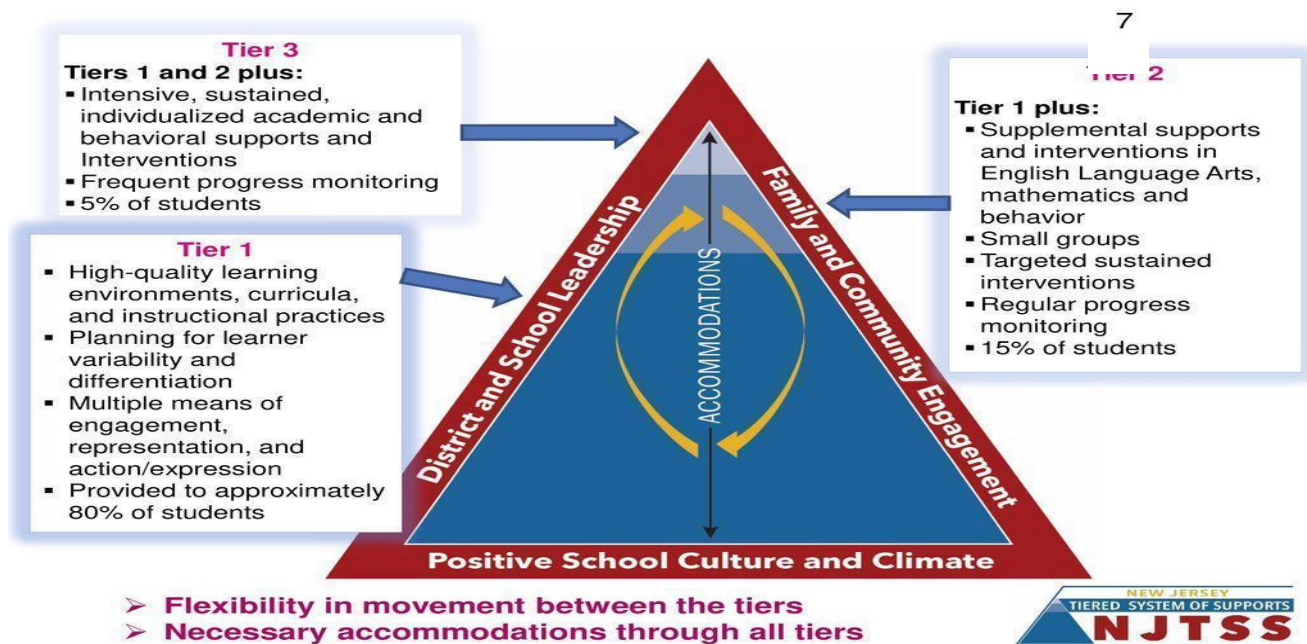 7
Tier 3
Tiers 1 and 2 plus:
▪ Intensive, sustained,
individualized academic and
behavioral supports and
Interventions
▪ Frequent progress monitoring
▪ 5% of students
Tier 1
▪ High-quality learning
environments, curricula,
and instructional practices
▪ Planning for learner
variability and
differentiation
▪ Multiple means of
engagement,
representation, and
action/expression
▪ Provided to approximately
80% of students
District and School Leadership
ACCOMMODATIONS
Family and Community Engagement
Positive School Culture and Climate
Tier 2
Tier 1 plus:
▪ Supplemental supports
and interventions in
English Language Arts,
mathematics and
behavior
▪ Small groups
▪ Targeted sustained
interventions
▪ Regular progress
monitoring
▪ 15% of students
➢ Flexibility in movement between the tiers
➢ Necessary accommodations through all tiers
NEW JERSEY
TIERED SYSTEM OF SUPPORTS
NJTSS